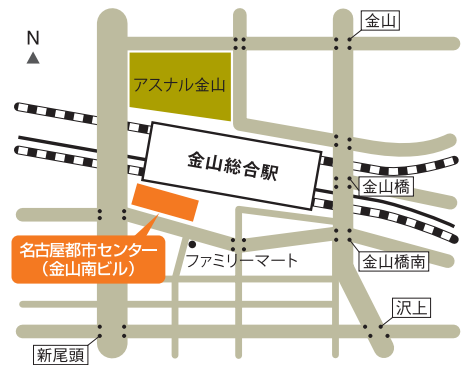 金山
N
アスナル金山
金山総合駅
金山橋
名古屋都市センター
（金山南ビル）
ファミリーマート
金山橋南
沢上
新尾頭